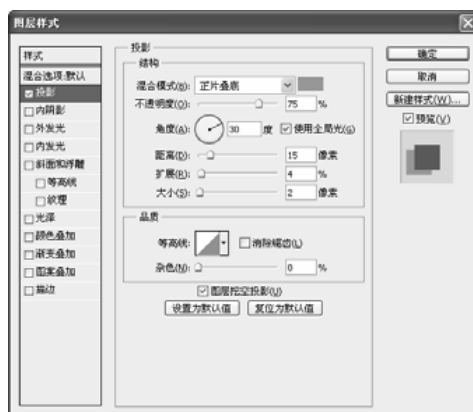 图层样式
样式
混合选项:默认
投影
内阴影
外发光
内发光
斜面和浮雕
等高线
纹理
光泽
颜色叠加
渐变叠加
图案叠加
描边
投影
结构
混合模式(B): 正片叠底
不透明度(O): 75 %
角度(A): 30 度 使用全局光(G)
距离(D): 15 像素
扩展(R): 4 %
大小(S): 2 像素
品质
等高线: 消除锯齿(L)
杂色(N): 0 %
图层挖空投影(U)
设置为默认值 复位为默认值
确定
取消
新建样式(W)...
预览(V)